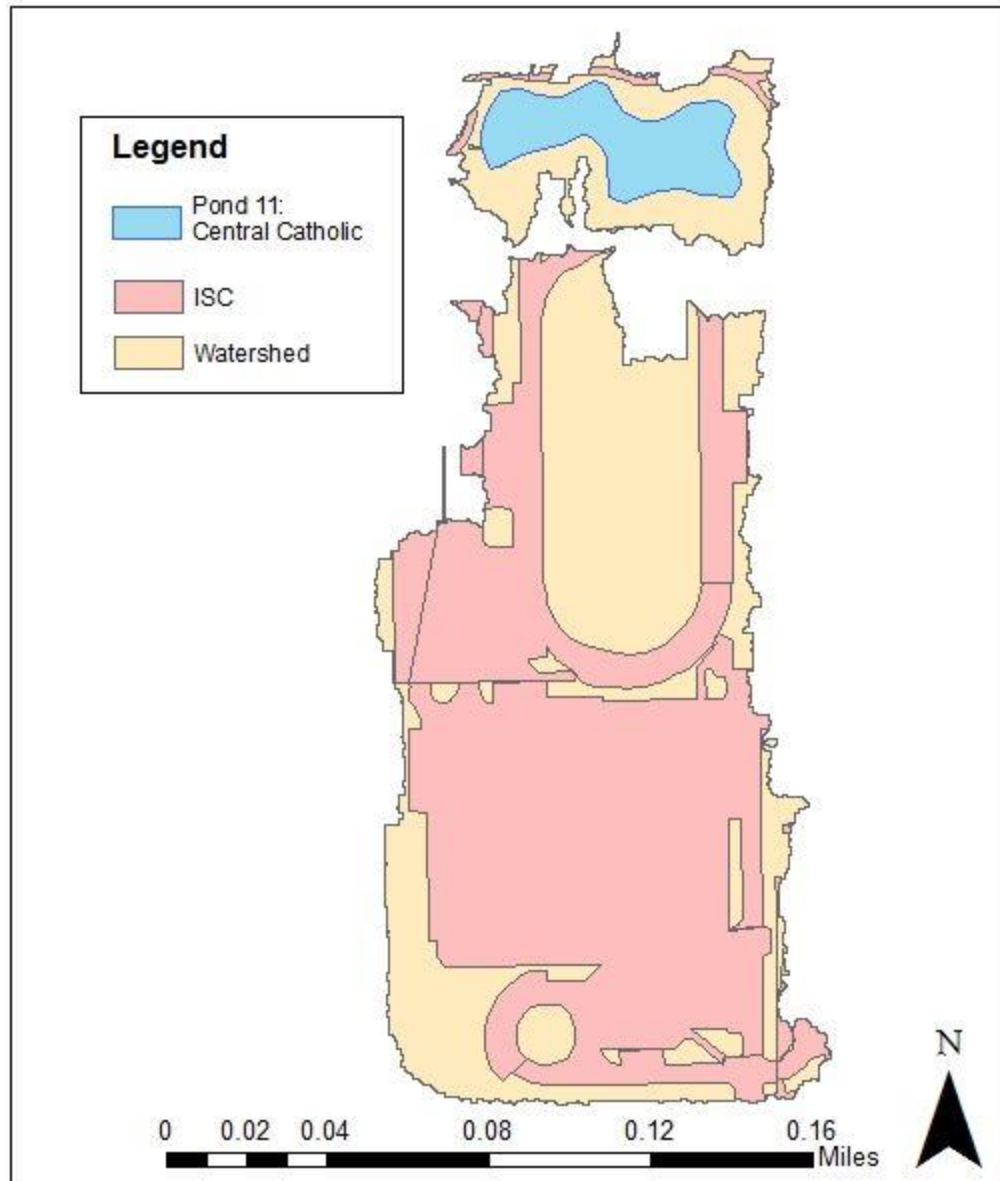 Legend
Pond 11:
Central Catholic
ISC
Watershed
N
0 0.02 0.04 0.08 0.12 0.16
Miles